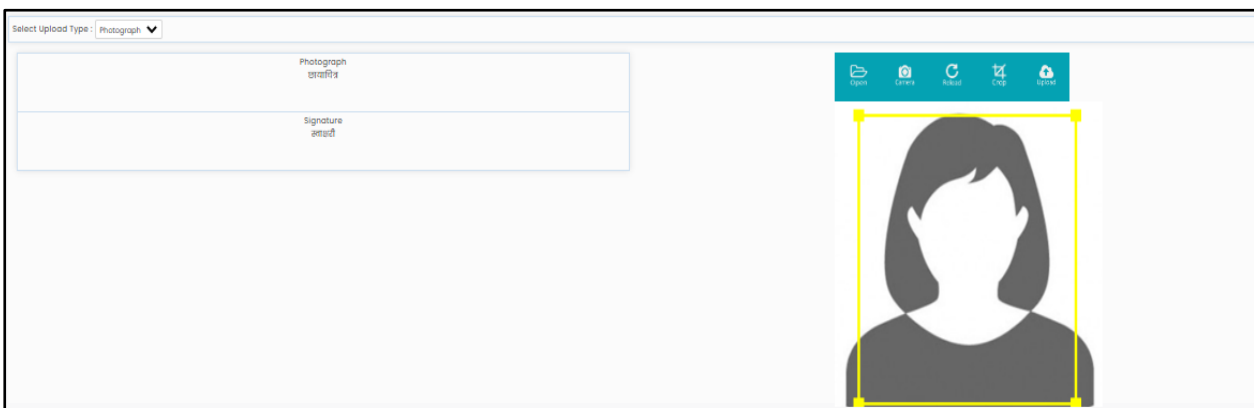 Select Upload Type : Photograph
Photograph
छायाचित्र
Signature
स्वाक्षरी
Open Camera Reload Crop Upload